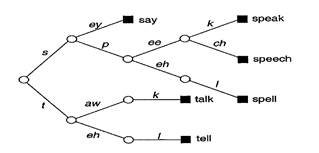 ey say
k speak
s p ee
ch speech
eh
l spell
t aw k talk
eh l tell